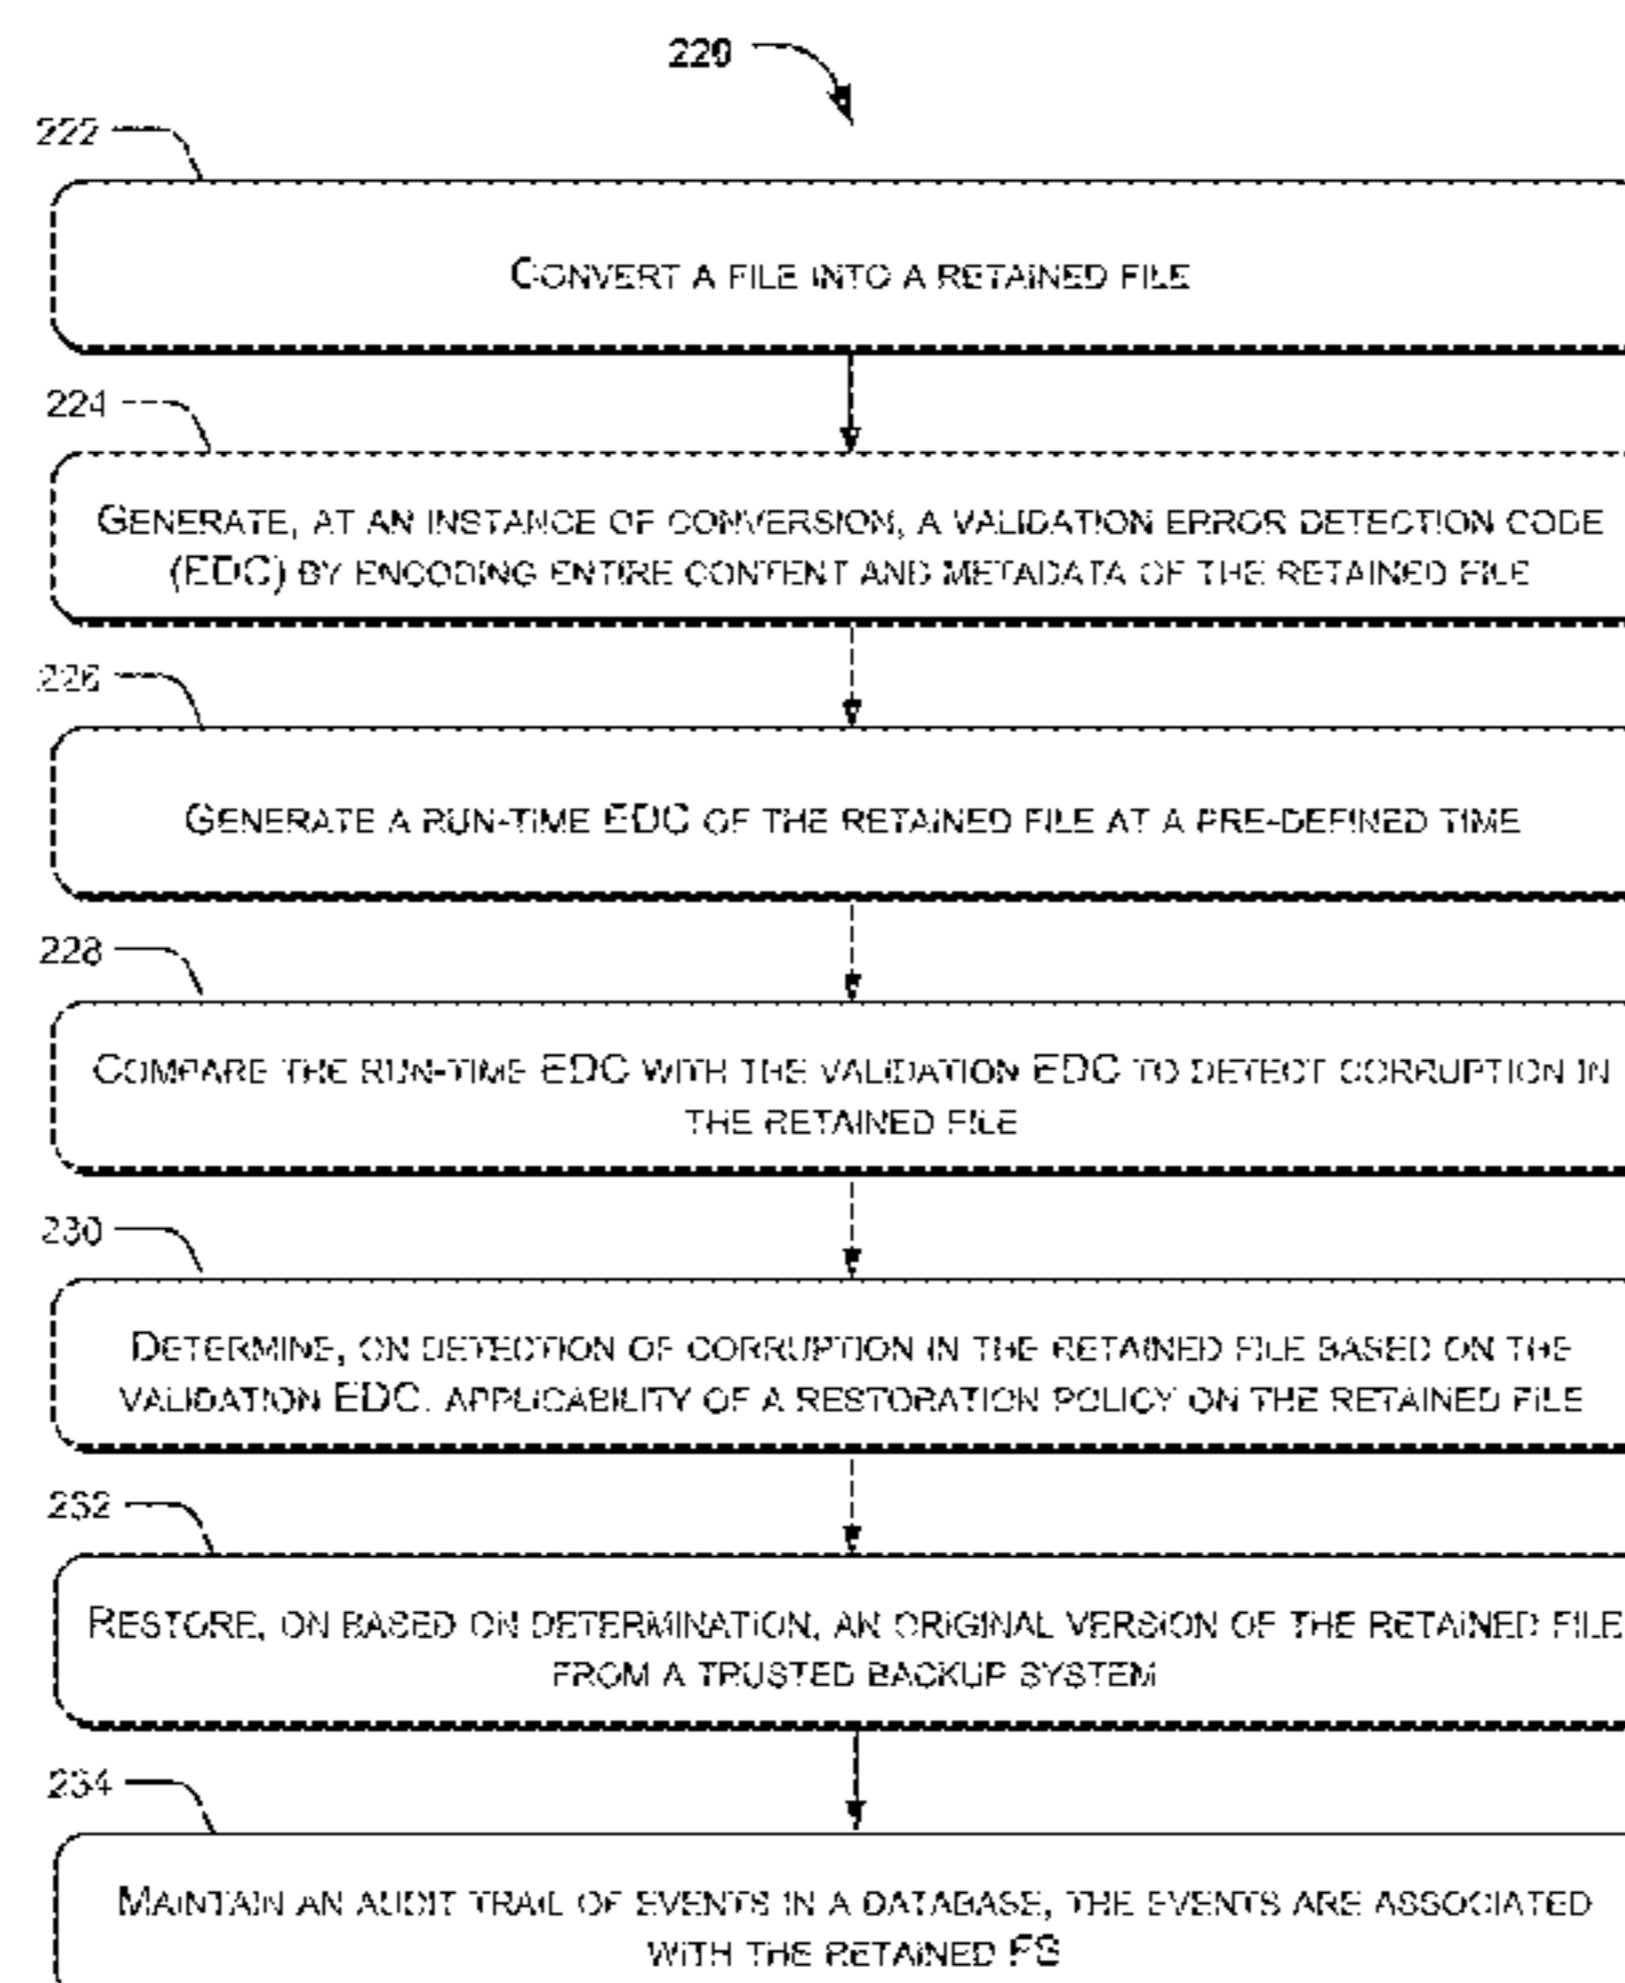 220
222
CONVERT A FILE INTO A RETAINED FILE
224
GENERATE, AT AN INSTANCE OF CONVERSION, A VALIDATION ERROR DETECTION CODE
(EDC) BY ENCODING ENTIRE CONTENT AND METADATA OF THE RETAINED FILE
226
GENERATE A RUN-TIME EDC OF THE RETAINED FILE AT A PRE-DEFINED TIME
228
COMPARE THE RUN-TIME EDC WITH THE VALIDATION EDC TO DETECT CORRUPTION IN
THE RETAINED FILE
230
DETERMINE, ON DETECTION OF CORRUPTION IN THE RETAINED FILE BASED ON THE
VALIDATION EDC, APPLICABILITY OF A RESTORATION POLICY ON THE RETAINED FILE
232
RESTORE, ON BASED ON DETERMINATION, AN ORIGINAL VERSION OF THE RETAINED FILE
FROM A TRUSTED BACKUP SYSTEM
234
MAINTAIN AN AUDIT TRAIL OF EVENTS IN A DATABASE, THE EVENTS ARE ASSOCIATED
WITH THE RETAINED FS